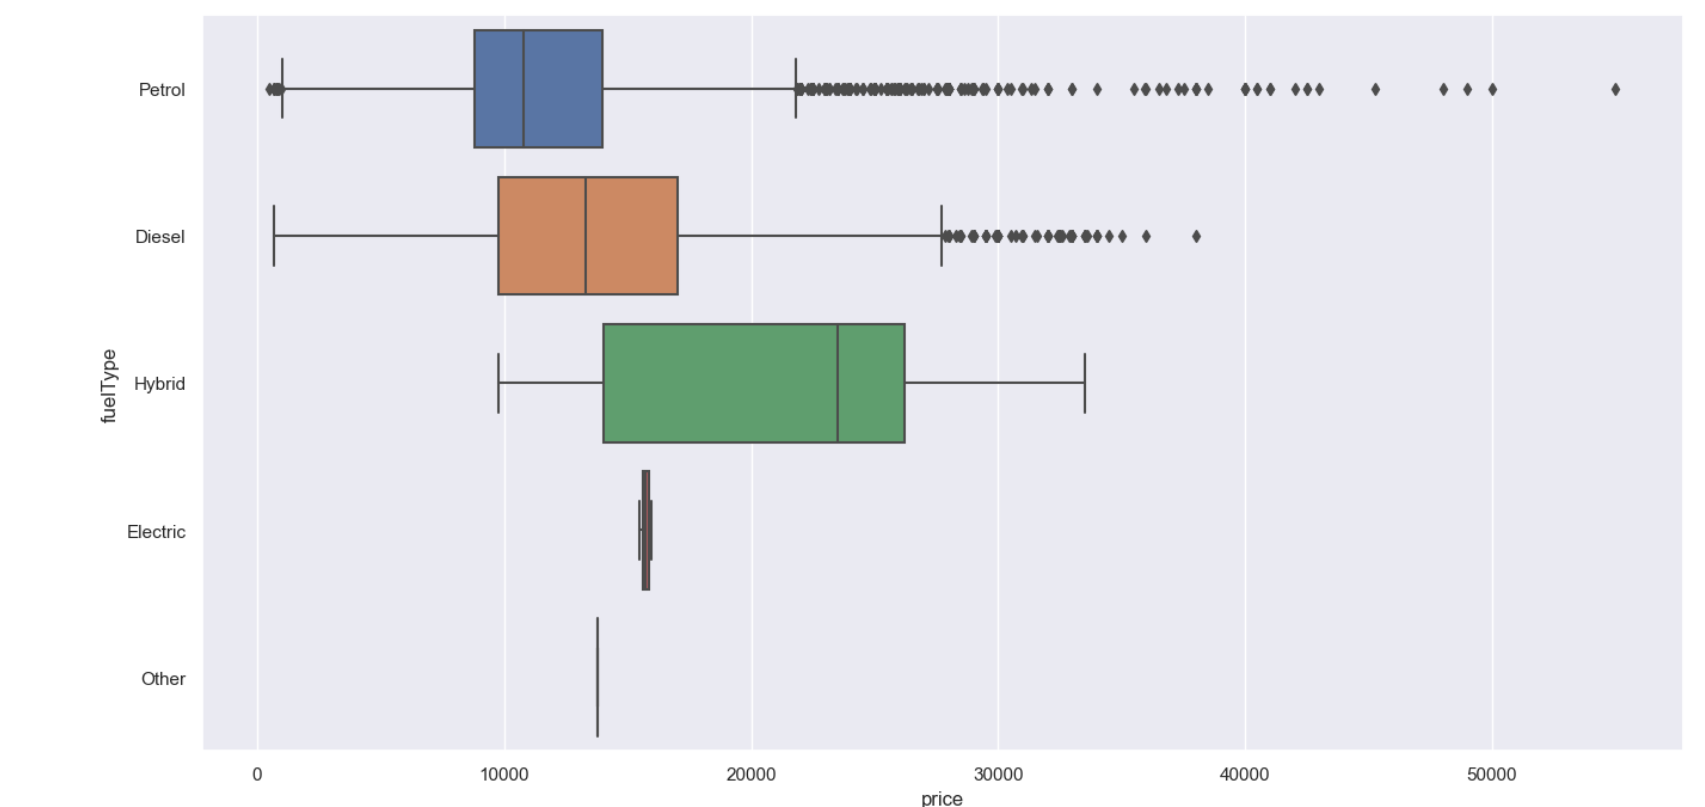 Petrol
Diesel
Hybrid
Electric
Other
fuelType
0 10000 20000 30000 40000 50000
price